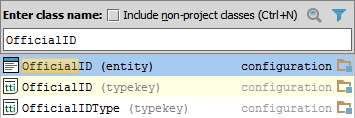 Enter class name: Include non-project classes (Ctrl+N)
OfficialID
OfficialID (entity) configuration
OfficialID (typekey) configuration
OfficialIDType (typekey) configuration